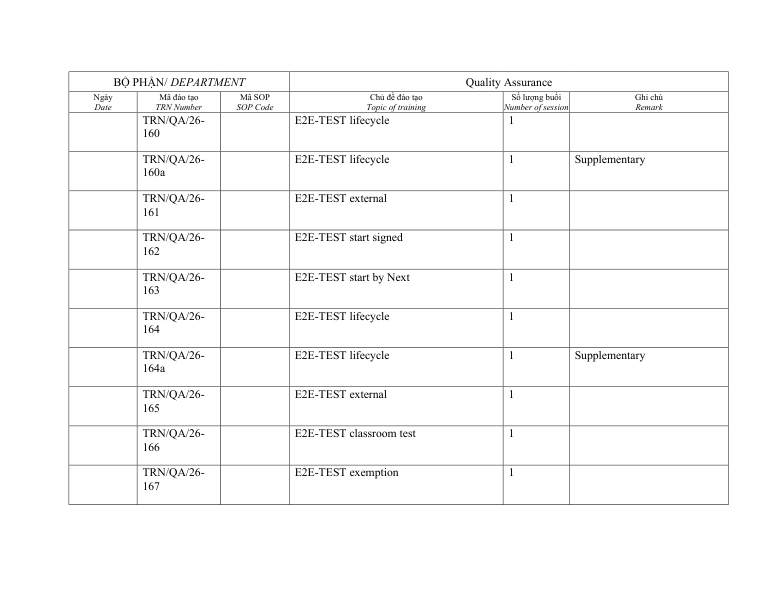 BỘ PHẬN/ DEPARTMENT Quality Assurance
Ngày Mã đào tạo Mã SOP Chủ đề đào tạo Số lượng buổi Ghi chú
Date TRN Number SOP Code Topic of training Number of session Remark
TRN/QA/26- E2E-TEST lifecycle 1
160
TRN/QA/26- E2E-TEST lifecycle 1 Supplementary
160a
TRN/QA/26- E2E-TEST external 1
161
TRN/QA/26- E2E-TEST start signed 1
162
TRN/QA/26- E2E-TEST start by Next 1
163
TRN/QA/26- E2E-TEST lifecycle 1
164
TRN/QA/26- E2E-TEST lifecycle 1 Supplementary
164a
TRN/QA/26- E2E-TEST external 1
165
TRN/QA/26- E2E-TEST classroom test 1
166
TRN/QA/26- E2E-TEST exemption 1
167